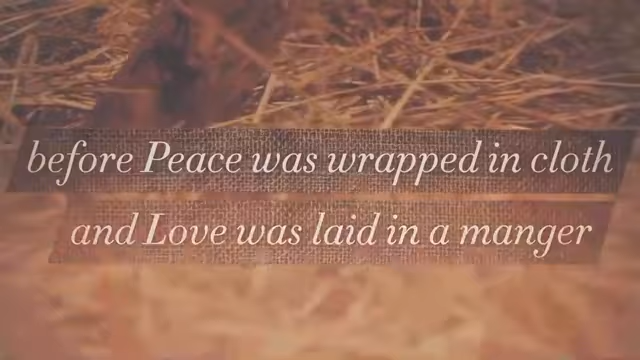 before Peace was wrapped in cloth
and Love was laid in a manger